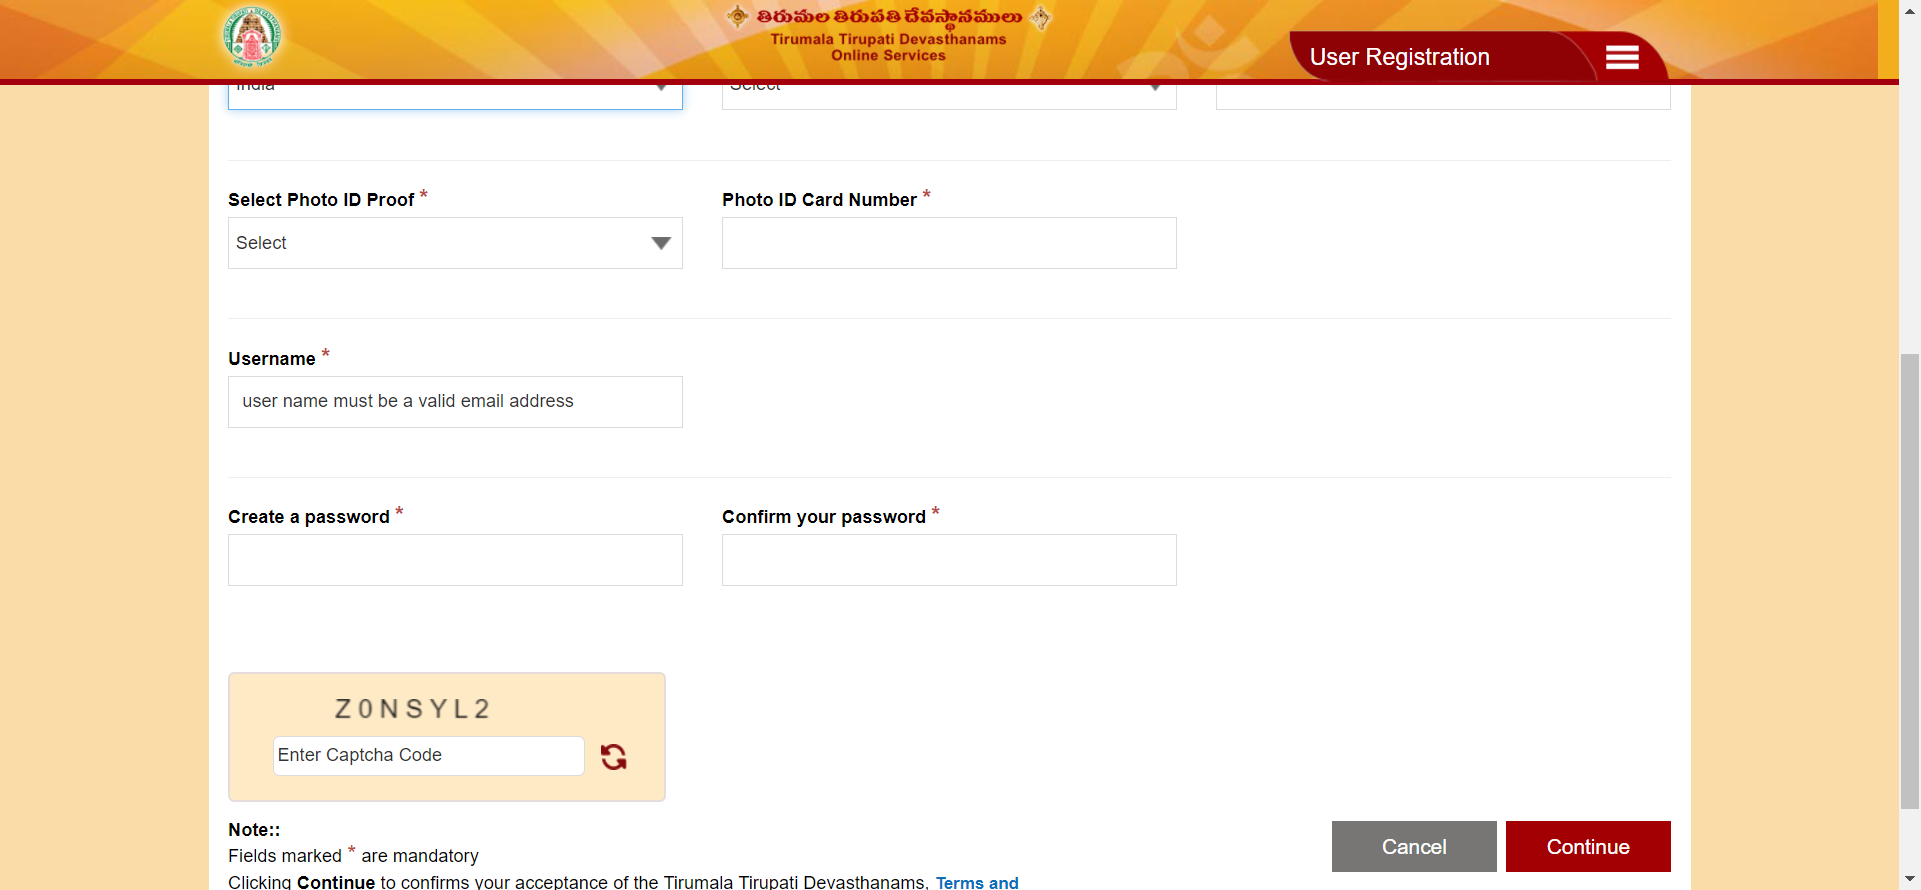 తిరుమల తిరుపతి దేవస్థానములు
Tirumala Tirupati Devasthanams
Online Services
User Registration
India
Select
Select Photo ID Proof *
Photo ID Card Number *
Select
Username *
user name must be a valid email address
Create a password *
Confirm your password *
Z0NSYL2
Enter Captcha Code
Note::
Fields marked * are mandatory
Cancel
Continue
Clicking Continue to confirms your acceptance of the Tirumala Tirupati Devasthanams, Terms and